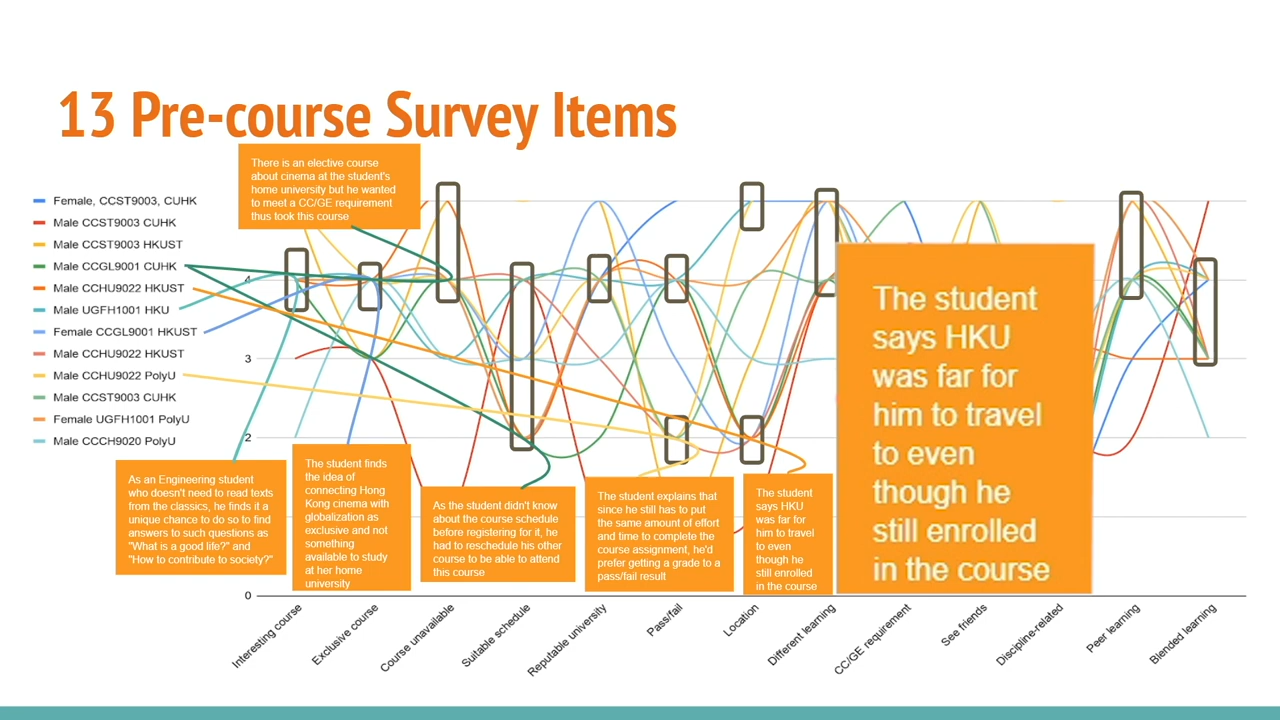 13 Pre-course Survey Items
There is an elective course
about cinema at the student's
home university but he wanted
to meet a CC/GE requirement
thus took this course
Female, CCST9003, CUHK
Male CCST9003 CUHK
Male CCST9003 HKUST
Male CCGL9001 CUHK
Male CCHU9022 HKUST
Male UGFH1001 HKU
Female CCGL9001 HKUST
Male CCHU9022 HKUST
Male CCHU9022 PolyU
Male CCST9003 HKU
Female UGFH1001 PolyU
Male CCCH9020 PolyU
4
3
2
0
As an Engineering student
who doesn't need to read texts
from the classics, he finds it a
unique chance to do so to find
answers to such questions as
"What is a good life?" and
"How to contribute to society?"
The student finds
the idea of
connecting Hong
Kong cinema with
globalization as
exclusive and not
something
available to study
at her home
university
As the student didn't know
about the course schedule
before registering for it, he
had to reschedule his other
course to be able to attend
this course
The student explains that
since he still has to put
the same amount of effort
and time to complete the
course assignment, he'd
prefer getting a grade to a
pass/fail result
The student
says HKU
was far for
him to travel
to even
though he
still enrolled
in the course
The student
says HKU
was far for
him to travel
to even
though he
still enrolled
in the course
Interesting course
Exclusive course
Course unavailable
Suitable schedule
Reputable university
Pass/fail
Location
Different learning
CC/GE requirement
See friends
Discipline-related
Peer learning
Blended learning